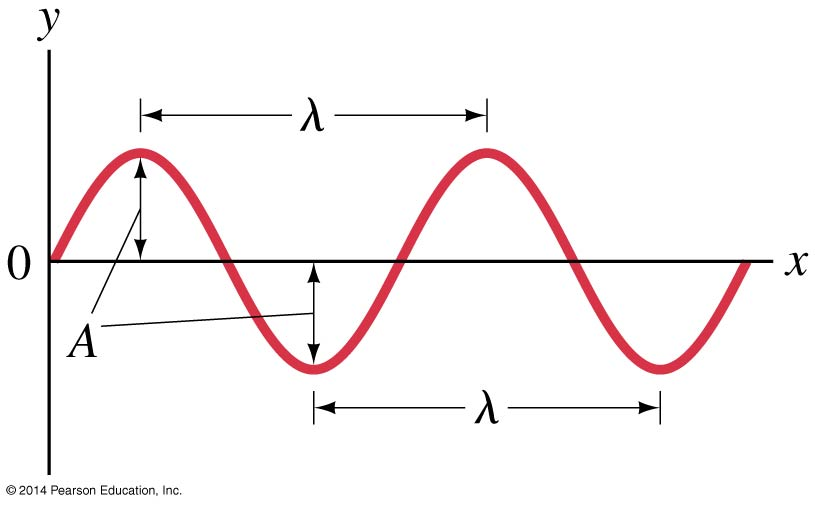 y
λ
0
x
A
λ
© 2014 Pearson Education, Inc.